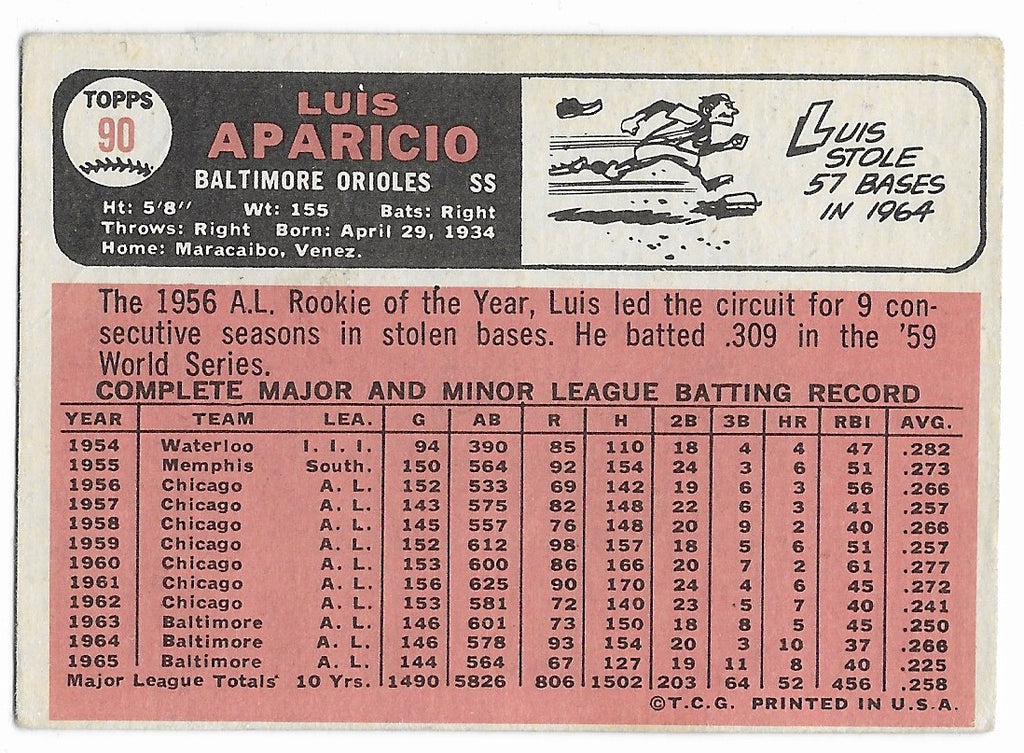 TOPPS
90
LUIS
APARICIO
BALTIMORE ORIOLES SS
Ht: 5'8" Wt: 155 Bats: Right
Throws: Right Born: April 29, 1934
Home: Maracaibo, Venez.
LUIS
STOLE
57 BASES
IN 1964
The 1956 A.L. Rookie of the Year, Luis led the circuit for 9 con-
secutive seasons in stolen bases. He batted .309 in the '59
World Series.
COMPLETE MAJOR AND MINOR LEAGUE BATTING RECORD
YEAR TEAM LEA. G AB R H 2B 3B HR RBI AVG.
1954 Waterloo I. I. I. 94 390 85 110 18 4 4 47 .282
1955 Memphis South. 150 564 92 154 24 3 6 51 .273
1956 Chicago A. L. 152 533 69 142 19 6 3 56 .266
1957 Chicago A. L. 143 575 82 148 22 6 3 41 .257
1958 Chicago A. L. 145 557 76 148 20 9 2 40 .266
1959 Chicago A. L. 152 612 98 157 18 5 6 51 .257
1960 Chicago A. L. 153 600 86 166 20 7 2 61 .277
1961 Chicago A. L. 156 625 90 170 24 4 6 45 .272
1962 Chicago A. L. 153 581 72 140 23 5 7 40 .241
1963 Baltimore A. L. 146 601 73 150 18 8 5 45 .250
1964 Baltimore A. L. 146 578 93 154 20 3 10 37 .266
1965 Baltimore A. L. 144 564 67 127 19 11 8 40 .225
Major League Totals 10 Yrs. 1490 5826 806 1502 203 64 52 456 .258
©T.C.G. PRINTED IN U.S.A.